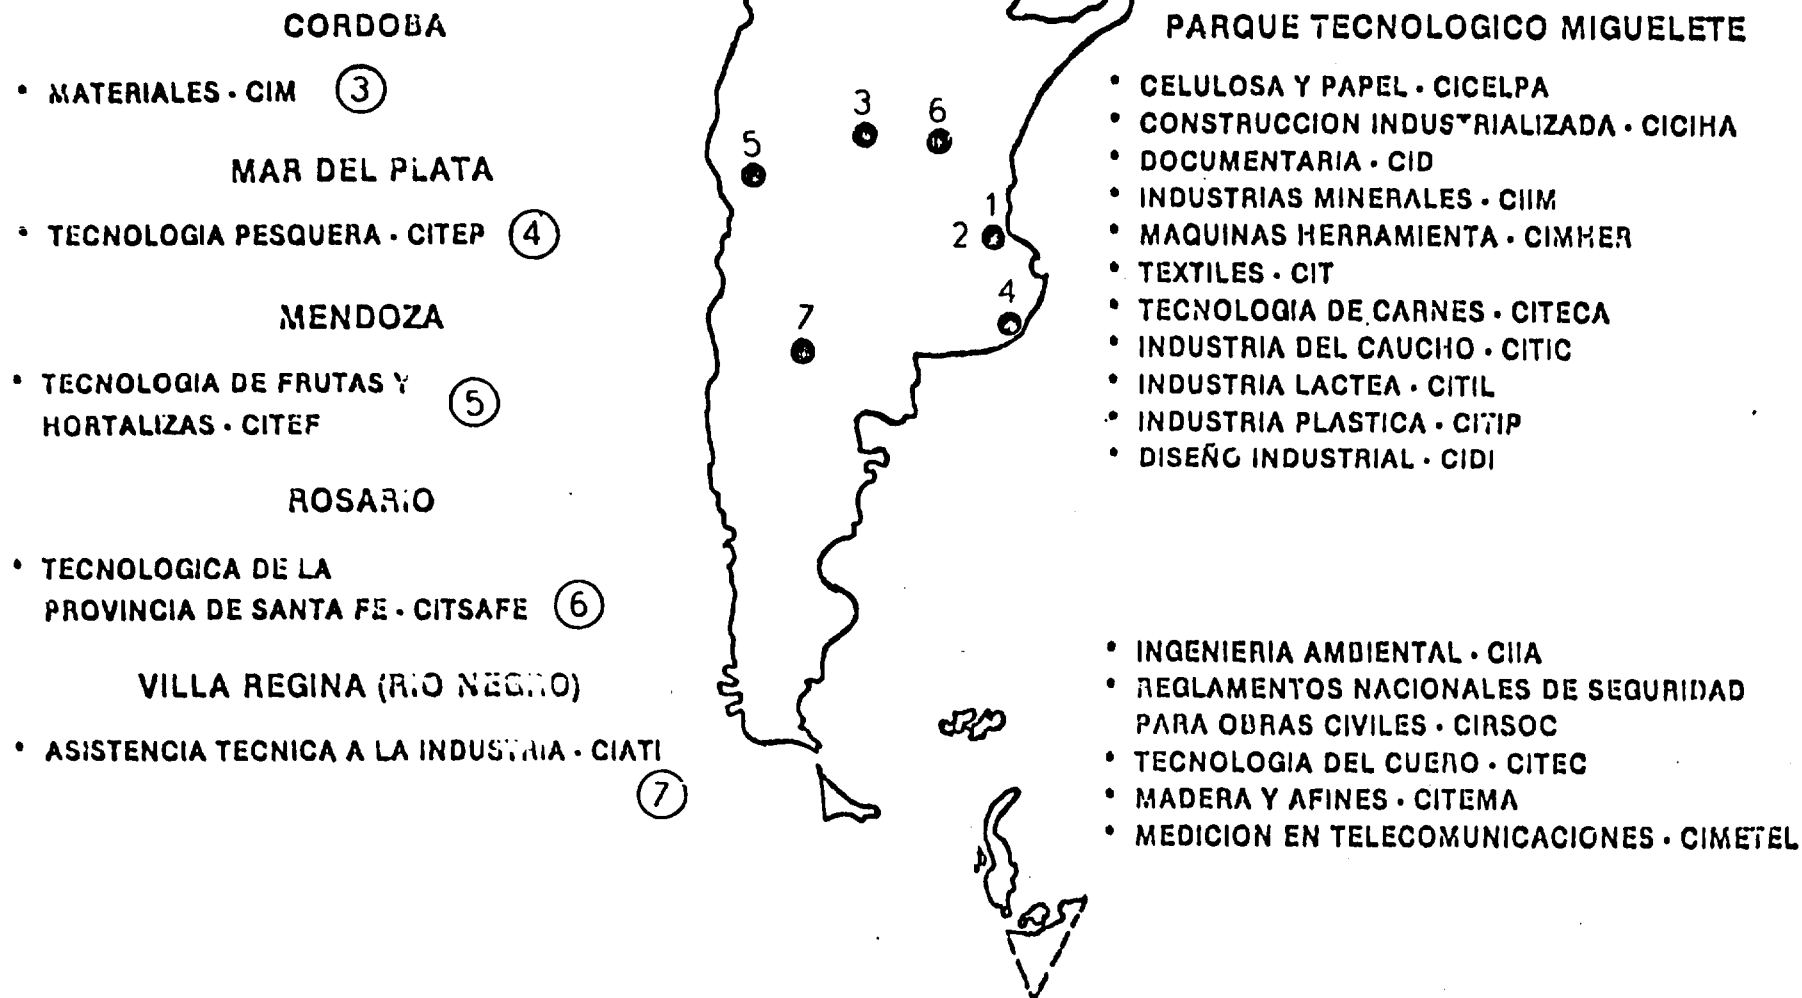 CORDOBA
• MATERIALES · CIM 3
MAR DEL PLATA
• TECNOLOGIA PESQUERA · CITEP 4
MENDOZA
• TECNOLOGIA DE FRUTAS Y
HORTALIZAS · CITEF 5
ROSARIO
• TECNOLOGICA DE LA
PROVINCIA DE SANTA FE · CITSAFE 6
VILLA REGINA (RIO NEGRO)
• ASISTENCIA TECNICA A LA INDUSTRIA · CIATI
7
3
6
5
1
2
4
7
PARQUE TECNOLOGICO MIGUELETE
• CELULOSA Y PAPEL · CICELPA
• CONSTRUCCION INDUSTRIALIZADA · CICIHA
• DOCUMENTARIA · CID
• INDUSTRIAS MINERALES · CIIM
• MAQUINAS HERRAMIENTA · CIMHER
• TEXTILES · CIT
• TECNOLOGIA DE CARNES · CITECA
• INDUSTRIA DEL CAUCHO · CITIC
• INDUSTRIA LACTEA · CITIL
• INDUSTRIA PLASTICA · CITIP
• DISEÑO INDUSTRIAL · CIDI
• INGENIERIA AMBIENTAL · CIIA
• REGLAMENTOS NACIONALES DE SEGURIDAD
PARA OBRAS CIVILES · CIRSOC
• TECNOLOGIA DEL CUERO · CITEC
• MADERA Y AFINES · CITEMA
• MEDICION EN TELECOMUNICACIONES · CIMETEL